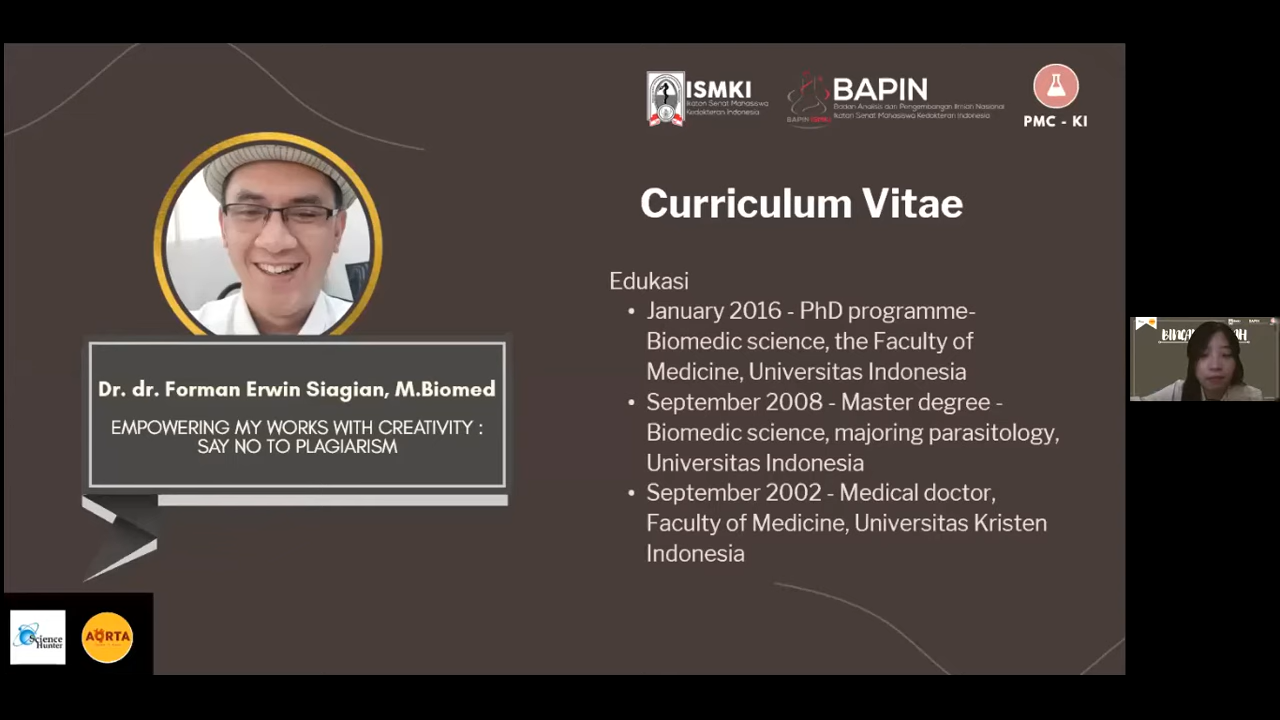 ISMKI
Ikatan Senat Mahasiswa
Kedokteran Indonesia
BAPIN
Badan Analisis dan Pengembangan Ilmiah Nasional
Ikatan Senat Mahasiswa Kedokteran Indonesia
BAPIN ISMKI
PMC - KI
Curriculum Vitae
Edukasi
• January 2016 - PhD programme-
Biomedic science, the Faculty of
Medicine, Universitas Indonesia
• September 2008 - Master degree -
Biomedic science, majoring parasitology,
Universitas Indonesia
• September 2002 - Medical doctor,
Faculty of Medicine, Universitas Kristen
Indonesia
Dr. dr. Forman Erwin Siagian, M.Biomed
EMPOWERING MY WORKS WITH CREATIVITY :
SAY NO TO PLAGIARISM
Science
Hunter
AORTA